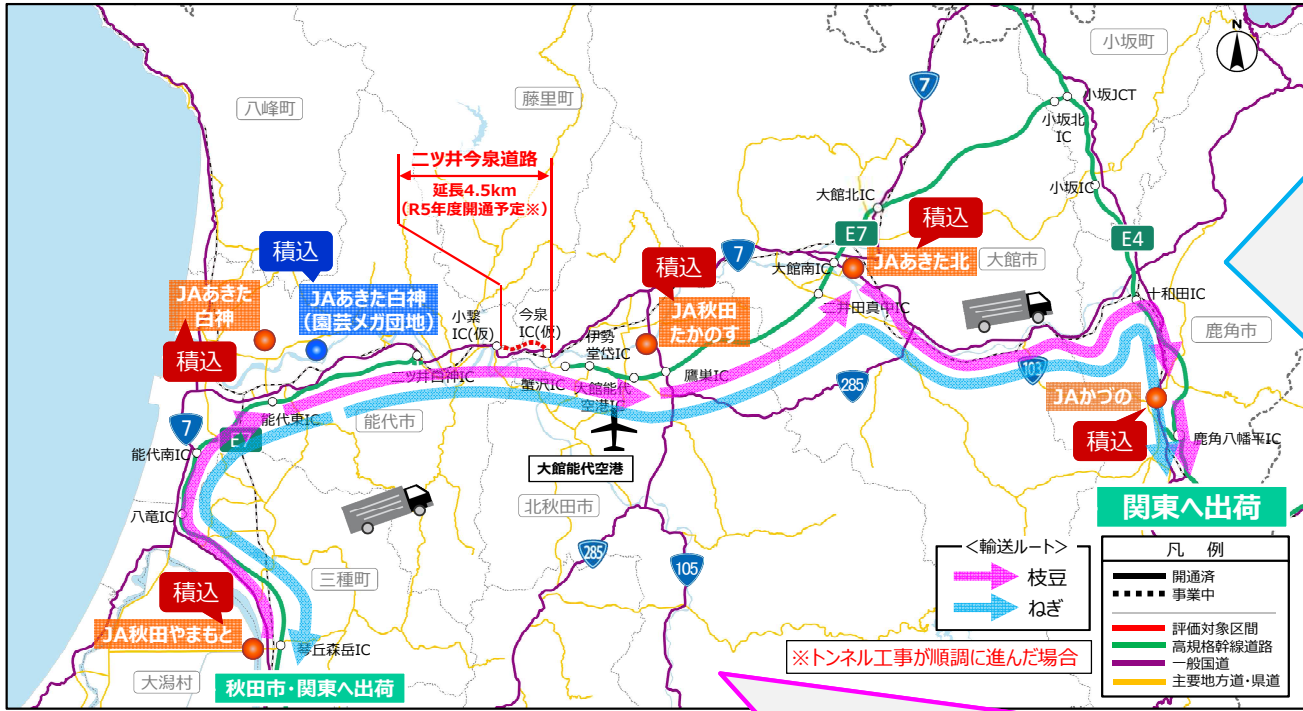 八峰町
藤里町
小坂町
7
小坂JCT
小坂北
IC
小坂IC
二ツ井今泉道路
延長4.5km
(R5年度開通予定※)
大館北IC
積込
E7
E4
JAあきた北
大館市
大館南IC
二井田真中IC
十和田IC
鹿角市
積込
JAあきた白神
(園芸メガ団地)
JAあきた
白神
積込
小繋
IC(仮)
今泉
IC(仮)
積込
7
JA秋田
たかのす
伊勢
堂岱IC
二ツ井白神IC
蟹沢IC
大館能代
空港IC
鷹巣IC
285
103
JAかつの
積込
鹿角八幡平IC
能代東IC
能代市
7
E7
能代南IC
大館能代空港
八竜IC
北秋田市
285
105
三種町
積込
JA秋田やまもと
琴丘森岳IC
大潟村
秋田市・関東へ出荷
関東へ出荷
<輸送ルート>
枝豆
ねぎ
※トンネル工事が順調に進んだ場合
凡 例
開通済
事業中
評価対象区間
高規格幹線道路
一般国道
主要地方道・県道